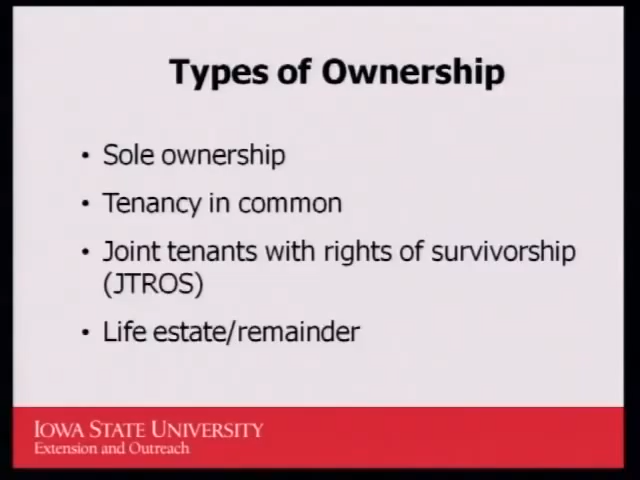 Types of Ownership
• Sole ownership
• Tenancy in common
• Joint tenants with rights of survivorship
(JTROS)
• Life estate/remainder
IOWA STATE UNIVERSITY
Extension and Outreach